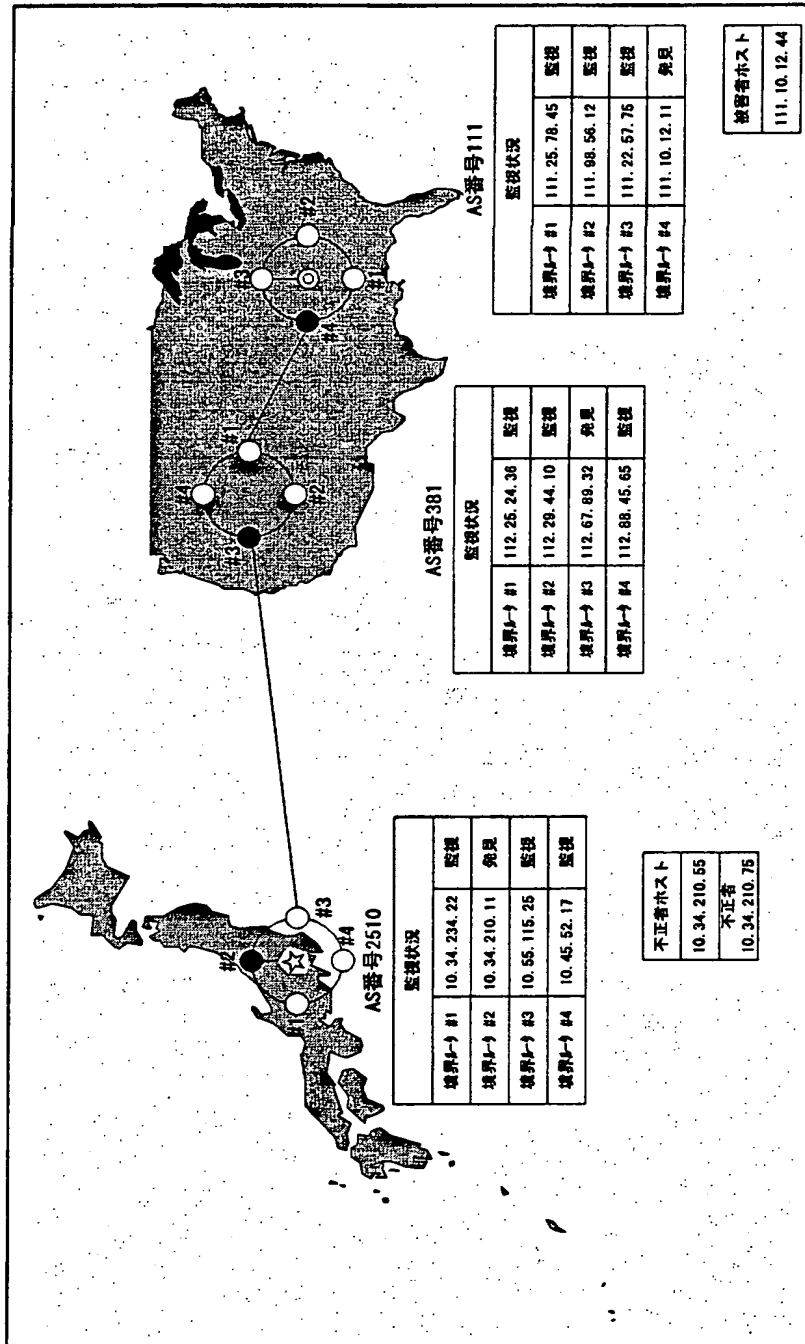 #1
#2
#3
#4
AS番号2510
監視状況
境界ルータ #1 10.34.234.22 監視
境界ルータ #2 10.34.210.11 発見
境界ルータ #3 10.55.115.25 監視
境界ルータ #4 10.45.52.17 監視
不正者ホスト
10.34.210.55
不正者
10.34.210.75
#4
#1
#3
#2
AS番号381
監視状況
境界ルータ #1 112.25.24.36 監視
境界ルータ #2 112.29.44.10 監視
境界ルータ #3 112.67.89.32 発見
境界ルータ #4 112.88.45.65 監視
#3
#2
#4
#1
AS番号111
監視状況
境界ルータ #1 111.25.78.45 監視
境界ルータ #2 111.98.56.12 監視
境界ルータ #3 111.22.57.75 監視
境界ルータ #4 111.10.12.11 発見
被害者ホスト
111.10.12.44